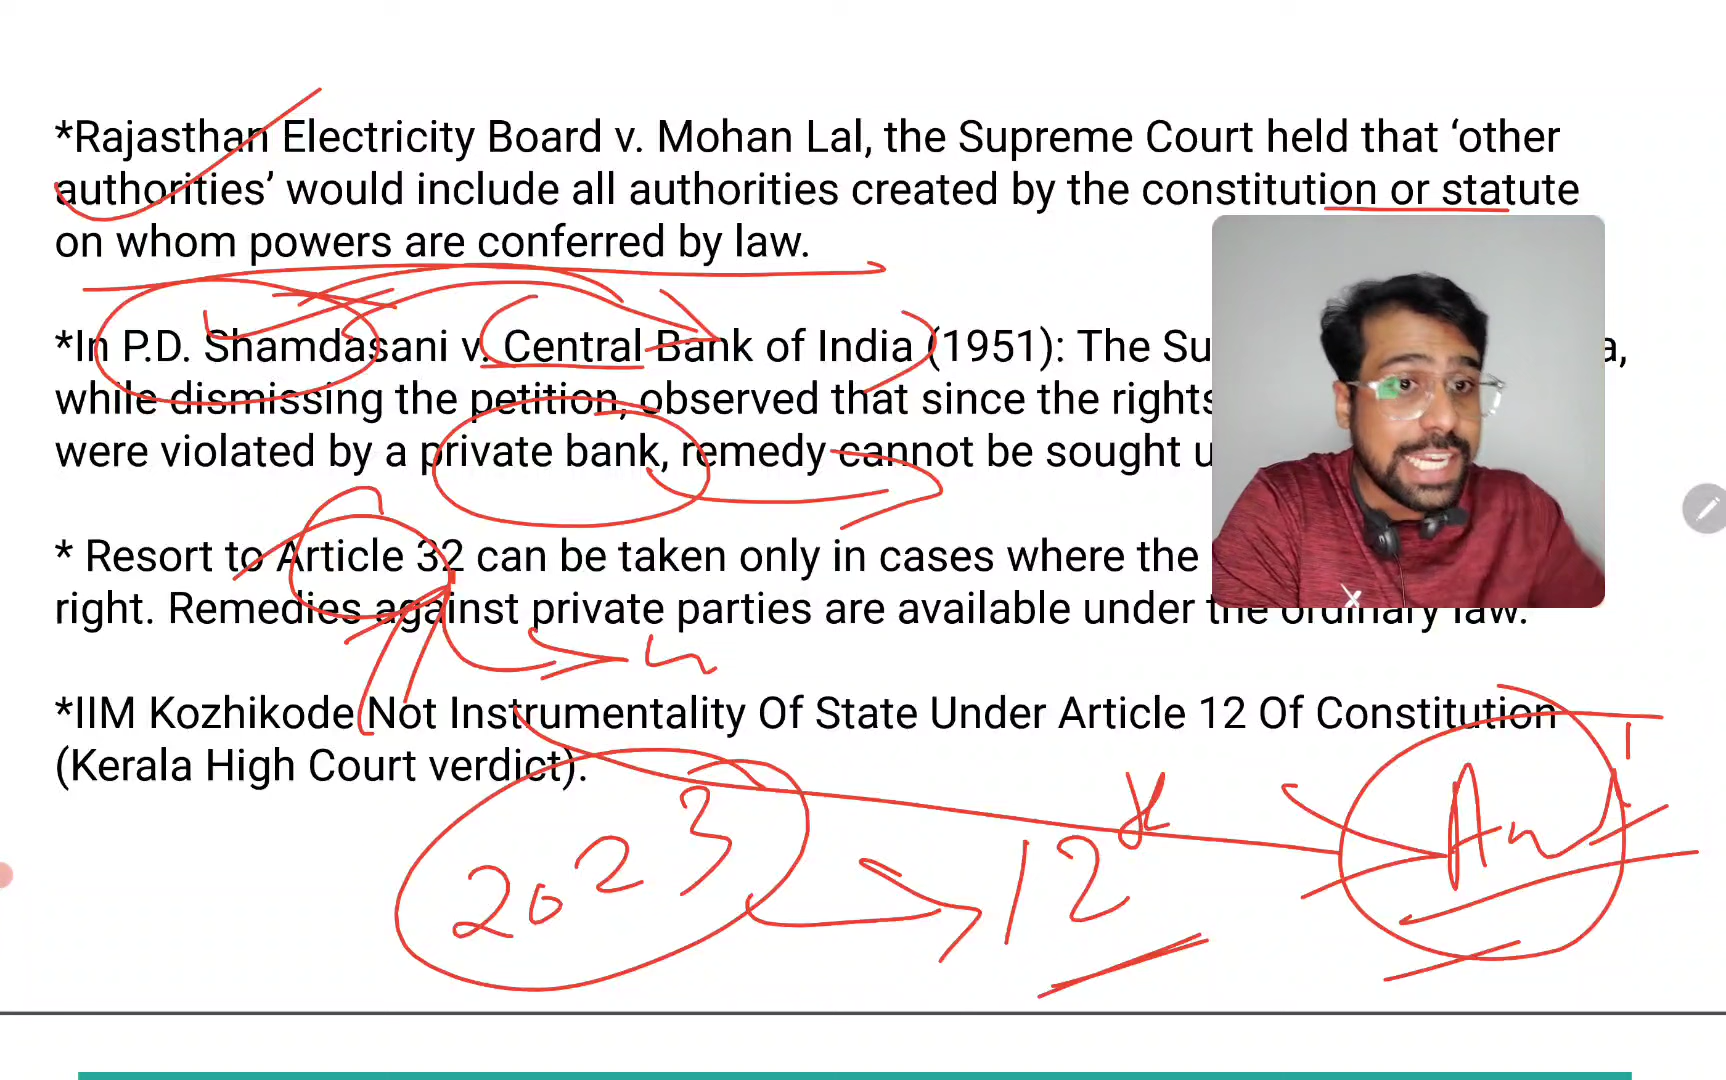 *Rajasthan Electricity Board v. Mohan Lal, the Supreme Court held that ‘other
authorities’ would include all authorities created by the constitution or statute
on whom powers are conferred by law.
*In P.D. Shamdasani v. Central Bank of India (1951): The Su
while dismissing the petition, observed that since the rights
were violated by a private bank, remedy cannot be sought u
* Resort to Article 32 can be taken only in cases where the
right. Remedies against private parties are available under the ordinary law.
*IIM Kozhikode Not Instrumentality Of State Under Article 12 Of Constitution
(Kerala High Court verdict).
2023 12